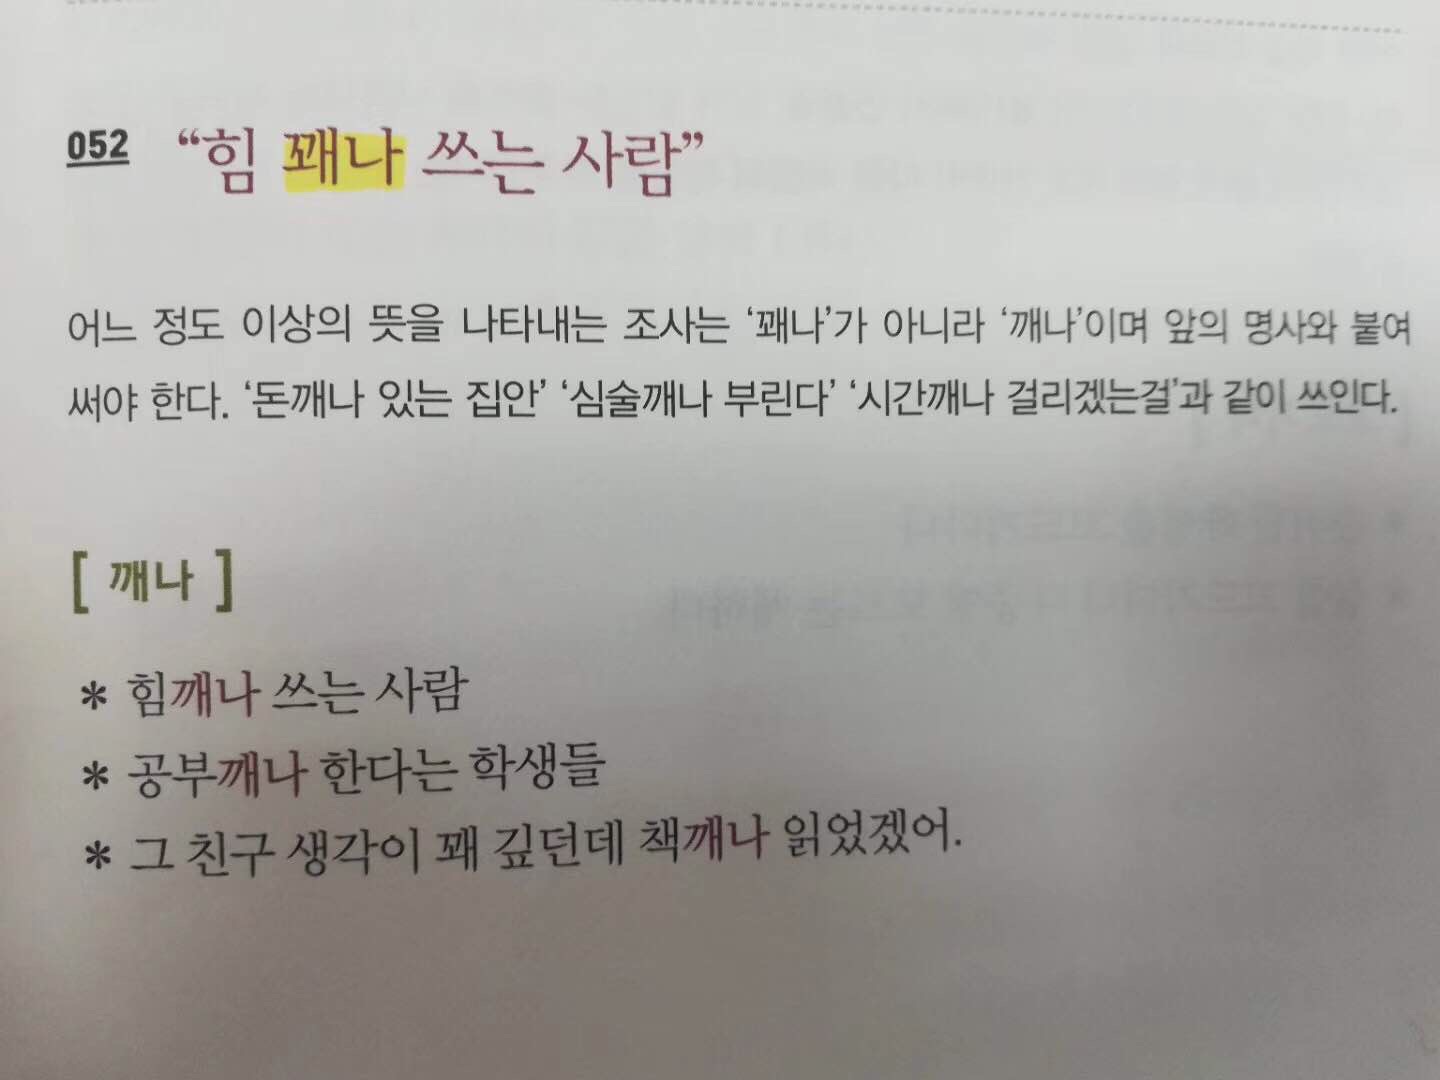 052 “힘 꽤나 쓰는 사람”
어느 정도 이상의 뜻을 나타내는 조사는 ‘꽤나’가 아니라 ‘깨나’이며 앞의 명사와 붙여
써야 한다. ‘돈깨나 있는 집안’ ‘심술깨나 부린다’ ‘시간깨나 걸리겠는걸’과 같이 쓰인다.
[ 깨나 ]
* 힘깨나 쓰는 사람
* 공부깨나 한다는 학생들
* 그 친구 생각이 꽤 깊던데 책깨나 읽었겠어.